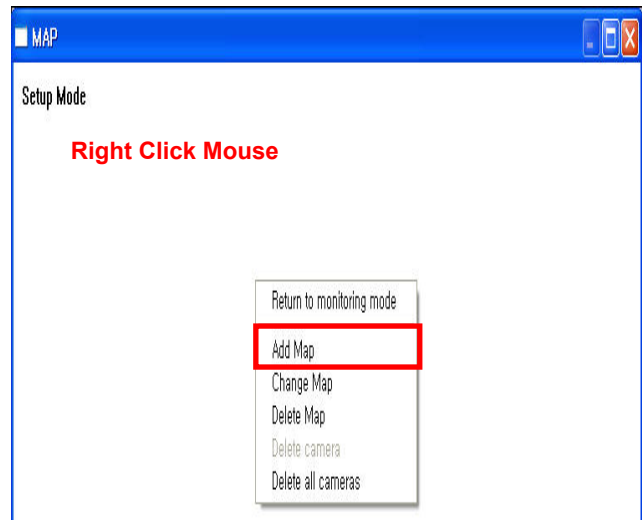 MAP
Setup Mode
Right Click Mouse
Return to monitoring mode
Add Map
Change Map
Delete Map
Delete camera
Delete all cameras